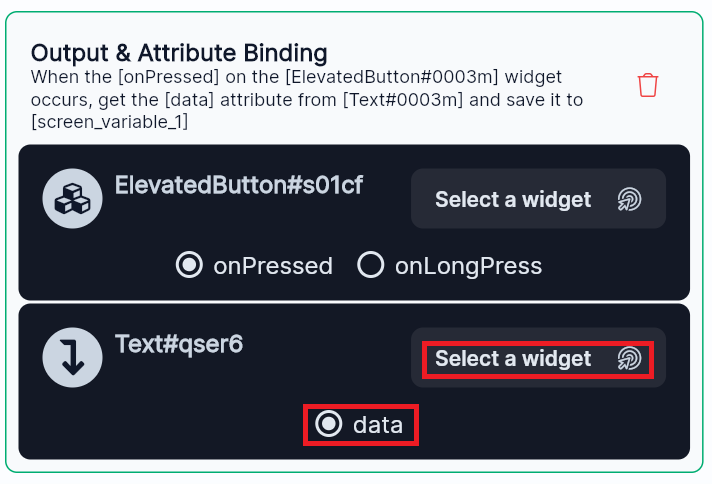 Output & Attribute Binding
When the [onPressed] on the [ElevatedButton#0003m] widget
occurs, get the [data] attribute from [Text#0003m] and save it to
[screen_variable_1]
ElevatedButton#s01cf
Select a widget
onPressed
onLongPress
Text#qser6
Select a widget
data